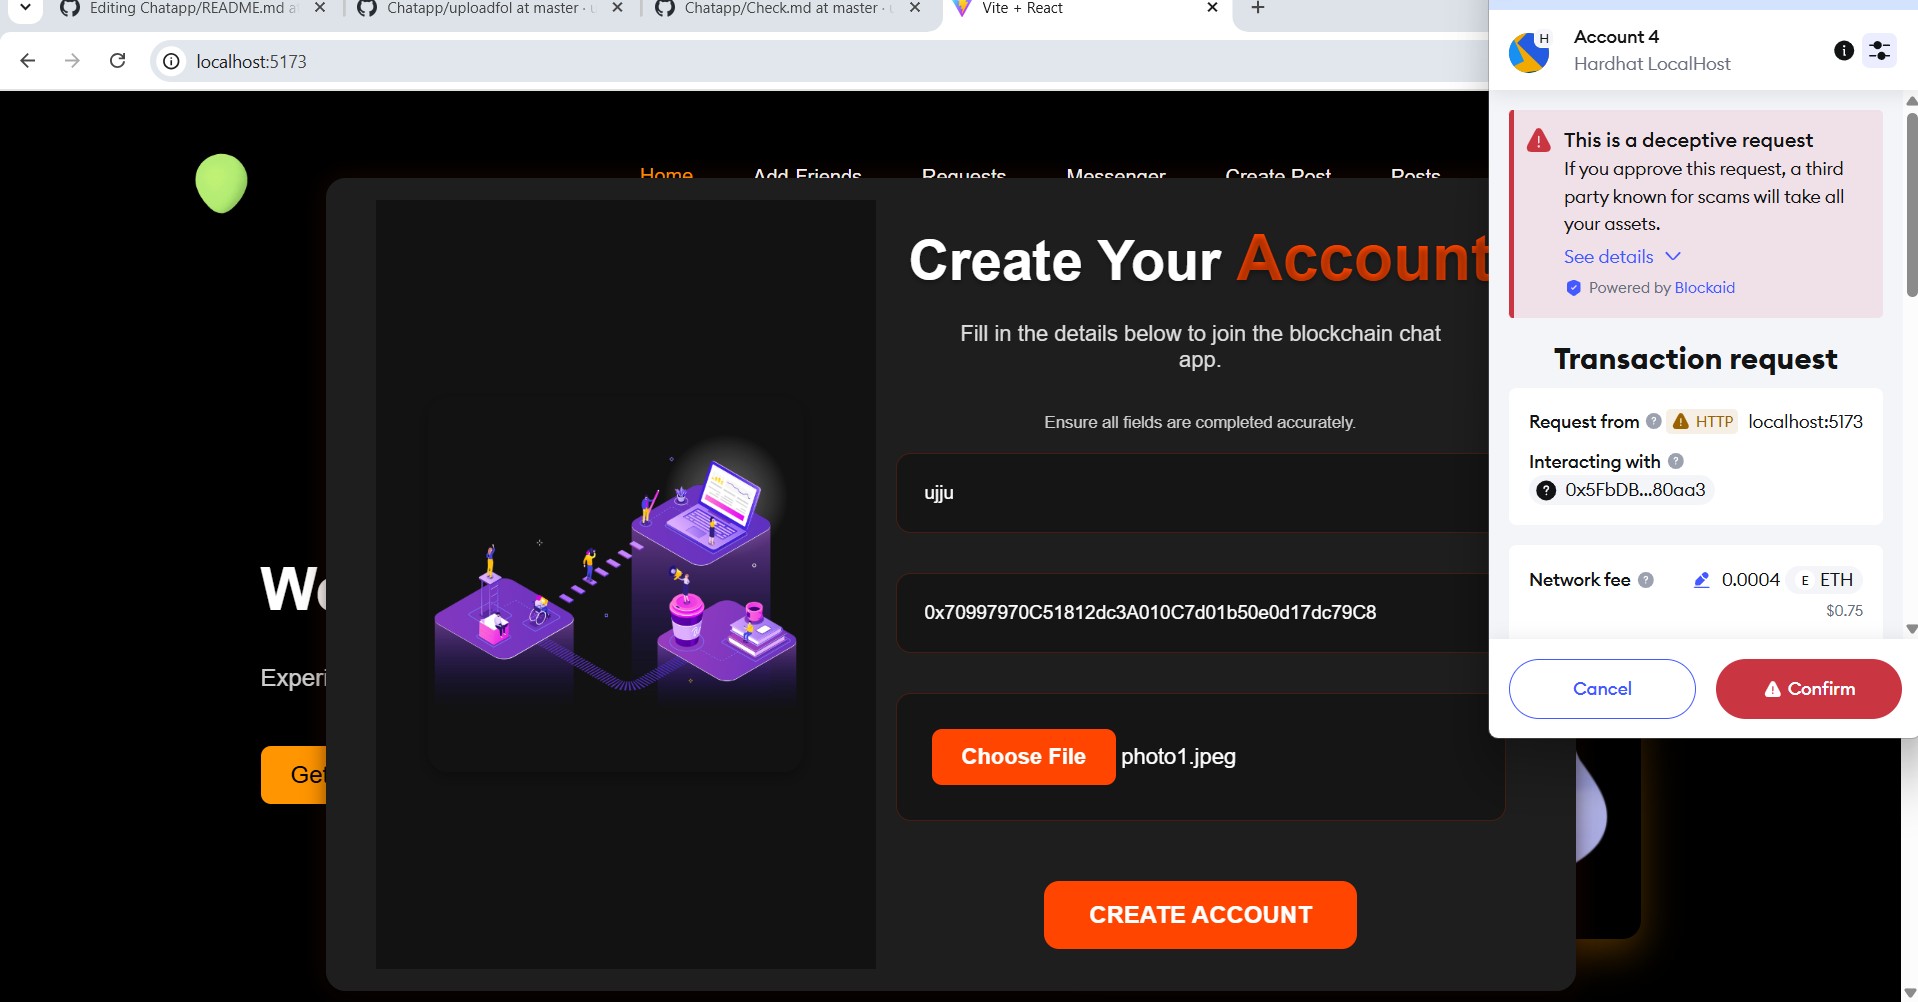 Editing Chatapp/README.md a
Chatapp/uploadfol at master ·
Chatapp/Check.md at master ·
Vite + React
localhost:5173
Home
Add Friends
Requests
Messenger
Create Post
Posts
Create Your Account
Fill in the details below to join the blockchain chat
app.
Ensure all fields are completed accurately.
ujju
0x70997970C51812dc3A010C7d01b50e0d17dc79C8
Choose File photo1.jpeg
CREATE ACCOUNT
We
Experi
Get
H
Account 4
Hardhat LocalHost
This is a deceptive request
If you approve this request, a third
party known for scams will take all
your assets.
See details
Powered by Blockaid
Transaction request
Request from ? HTTP localhost:5173
Interacting with ?
? 0x5FbDB...80aa3
Network fee ? 0.0004 E ETH
$0.75
Cancel
Confirm